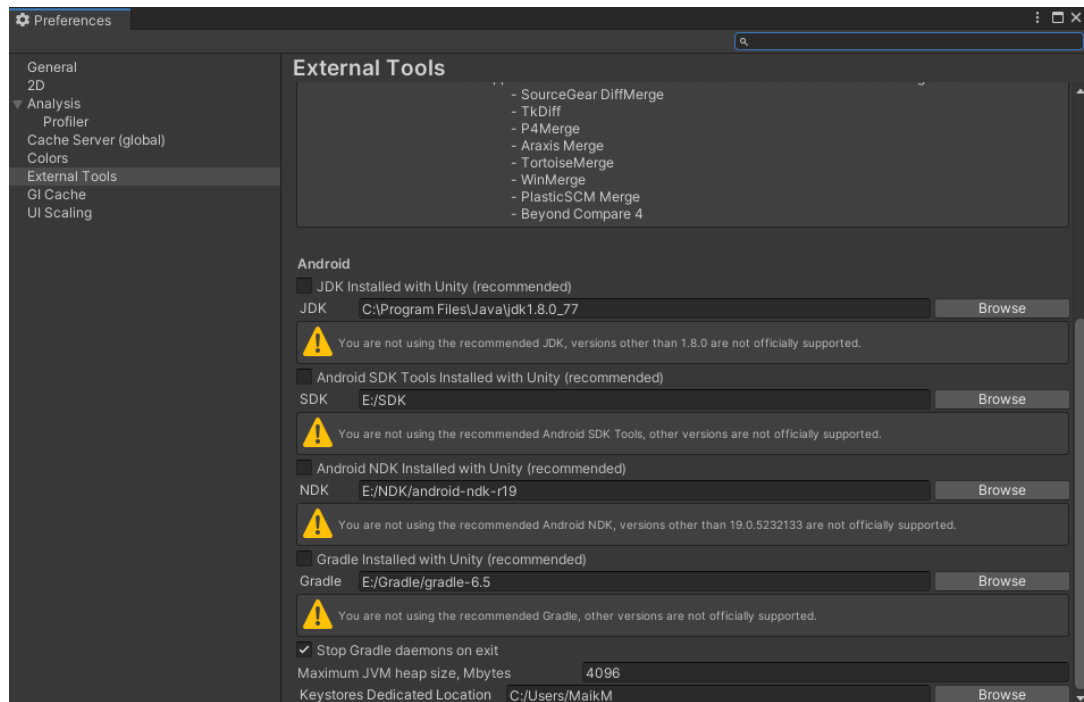 Preferences
General
2D
Analysis
Profiler
Cache Server (global)
Colors
External Tools
GI Cache
UI Scaling
External Tools
- SourceGear DiffMerge
- TkDiff
- P4Merge
- Araxis Merge
- TortoiseMerge
- WinMerge
- PlasticSCM Merge
- Beyond Compare 4
Android
JDK Installed with Unity (recommended)
JDK C:\Program Files\Java\jdk1.8.0_77 Browse
You are not using the recommended JDK, versions other than 1.8.0 are not officially supported.
Android SDK Tools Installed with Unity (recommended)
SDK E:/SDK Browse
You are not using the recommended Android SDK Tools, other versions are not officially supported.
Android NDK Installed with Unity (recommended)
NDK E:/NDK/android-ndk-r19 Browse
You are not using the recommended Android NDK, versions other than 19.0.5232133 are not officially supported.
Gradle Installed with Unity (recommended)
Gradle E:/Gradle/gradle-6.5 Browse
You are not using the recommended Gradle, other versions are not officially supported.
Stop Gradle daemons on exit
Maximum JVM heap size, Mbytes 4096
Keystores Dedicated Location C:/Users/MaikM Browse